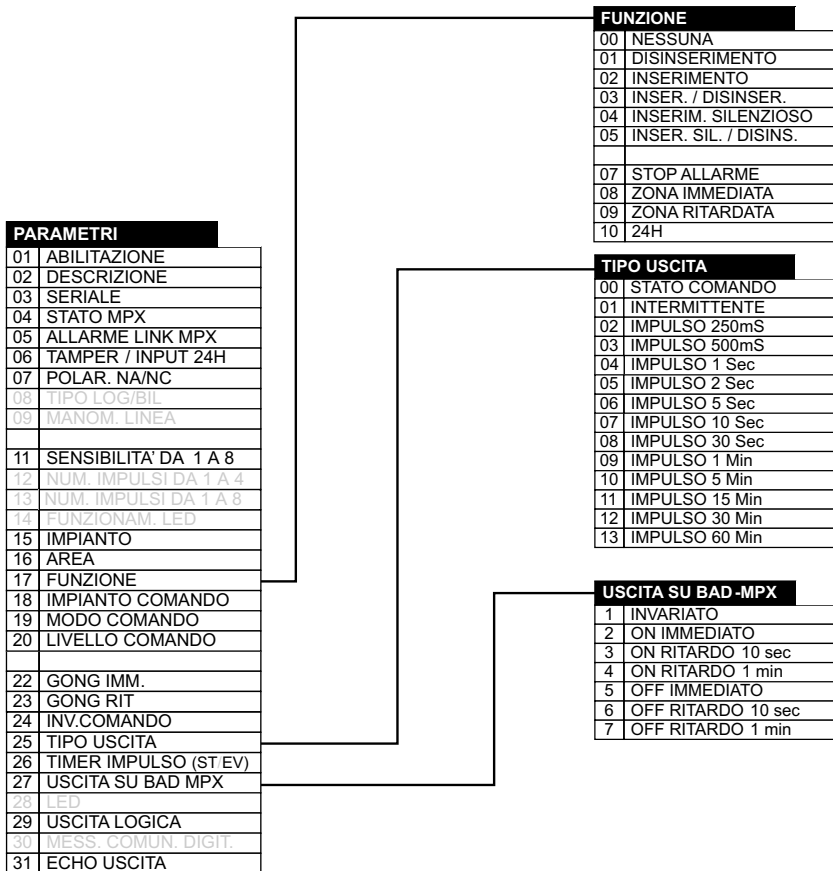 FUNZIONE
00 NESSUNA
01 DISINSERIMENTO
02 INSERIMENTO
03 INSER. / DISINSER.
04 INSERIM. SILENZIOSO
05 INSER. SIL. / DISINS.
07 STOP ALLARME
08 ZONA IMMEDIATA
09 ZONA RITARDATA
10 24H
PARAMETRI
01 ABILITAZIONE
02 DESCRIZIONE
03 SERIALE
04 STATO MPX
05 ALLARME LINK MPX
06 TAMPER / INPUT 24H
07 POLAR. NA/NC
08 TIPO LOG/BIL
09 MANOM. LINEA
11 SENSIBILITA' DA 1 A 8
12 NUM. IMPULSI DA 1 A 4
13 NUM. IMPULSI DA 1 A 8
14 FUNZIONAM. LED
15 IMPIANTO
16 AREA
17 FUNZIONE
18 IMPIANTO COMANDO
19 MODO COMANDO
20 LIVELLO COMANDO
22 GONG IMM.
23 GONG RIT
24 INV.COMANDO
25 TIPO USCITA
26 TIMER IMPULSO (ST/EV)
27 USCITA SU BAD MPX
28 LED
29 USCITA LOGICA
30 MESS. COMUN. DIGIT.
31 ECHO USCITA
TIPO USCITA
00 STATO COMANDO
01 INTERMITTENTE
02 IMPULSO 250mS
03 IMPULSO 500mS
04 IMPULSO 1 Sec
05 IMPULSO 2 Sec
06 IMPULSO 5 Sec
07 IMPULSO 10 Sec
08 IMPULSO 30 Sec
09 IMPULSO 1 Min
10 IMPULSO 5 Min
11 IMPULSO 15 Min
12 IMPULSO 30 Min
13 IMPULSO 60 Min
USCITA SU BAD-MPX
1 INVARIATO
2 ON IMMEDIATO
3 ON RITARDO 10 sec
4 ON RITARDO 1 min
5 OFF IMMEDIATO
6 OFF RITARDO 10 sec
7 OFF RITARDO 1 min